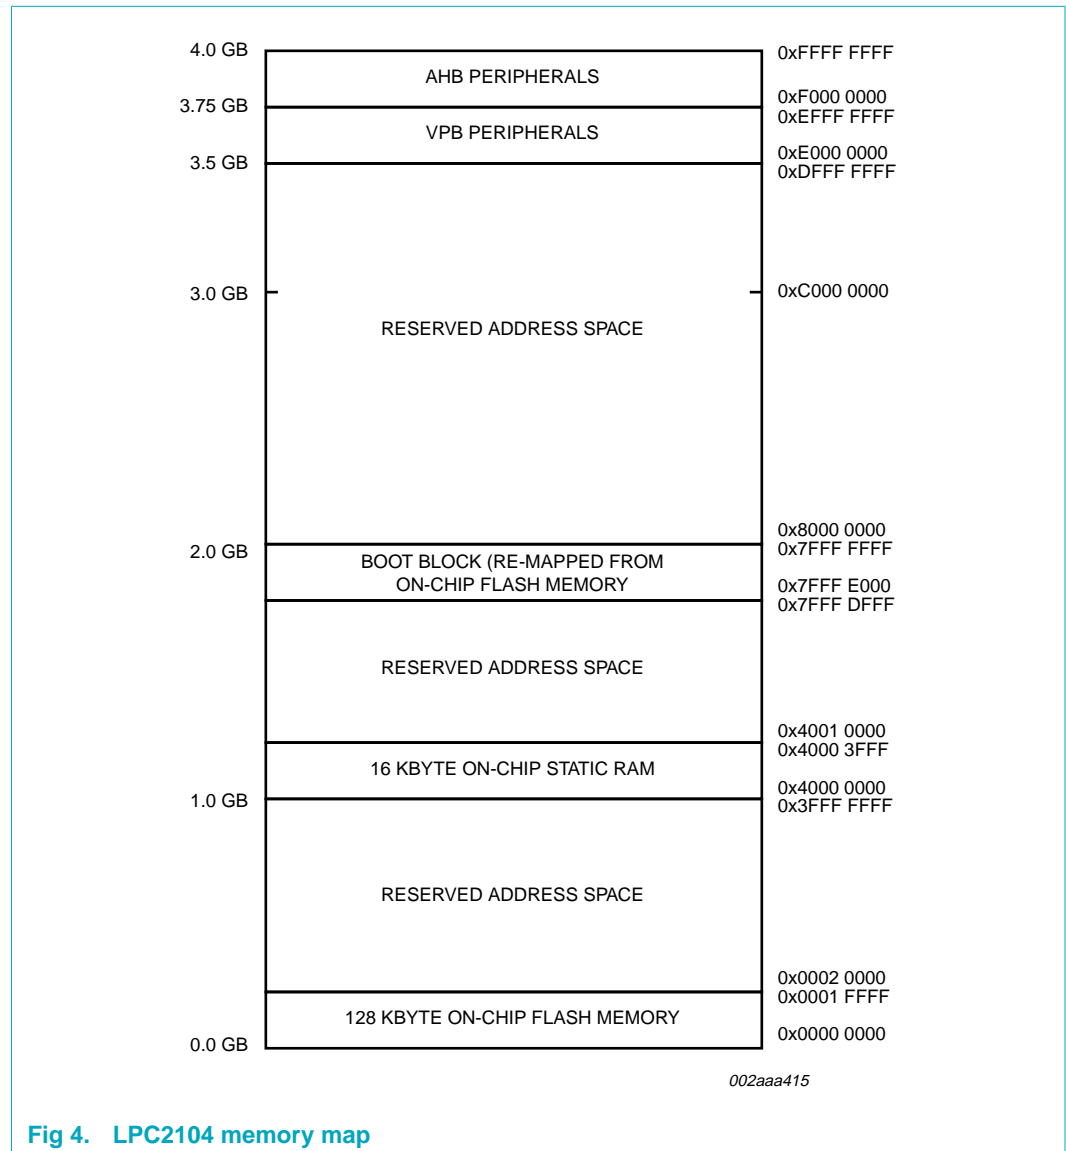 4.0 GB
0xFFFF FFFF
AHB PERIPHERALS
0xF000 0000
3.75 GB
0xEFFF FFFF
VPB PERIPHERALS
0xE000 0000
3.5 GB
0xDFFF FFFF
3.0 GB
0xC000 0000
RESERVED ADDRESS SPACE
0x8000 0000
2.0 GB
0x7FFF FFFF
BOOT BLOCK (RE-MAPPED FROM
ON-CHIP FLASH MEMORY
0x7FFF E000
0x7FFF DFFF
RESERVED ADDRESS SPACE
0x4001 0000
0x4000 3FFF
16 KBYTE ON-CHIP STATIC RAM
0x4000 0000
1.0 GB
0x3FFF FFFF
RESERVED ADDRESS SPACE
0x0002 0000
0x0001 FFFF
128 KBYTE ON-CHIP FLASH MEMORY
0x0000 0000
0.0 GB
002aaa415
Fig 4. LPC2104 memory map